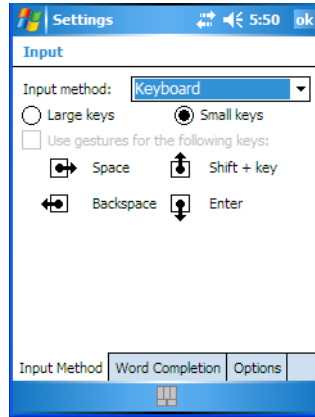 Settings 5:50 ok
Input
Input method: Keyboard
Large keys Small keys
Use gestures for the following keys:
Space Shift + key
Backspace Enter
Input Method Word Completion Options